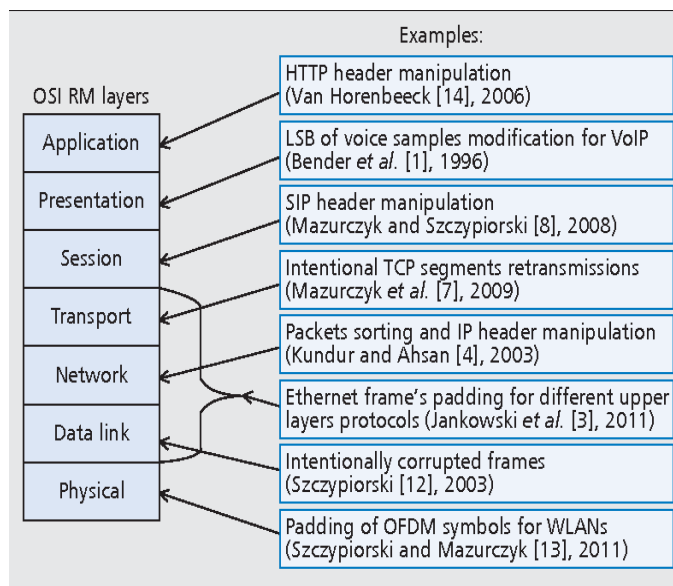 Examples:
OSI RM layers
Application
Presentation
Session
Transport
Network
Data link
Physical
HTTP header manipulation
(Van Horenbeeck [14], 2006)
LSB of voice samples modification for VoIP
(Bender et al. [1], 1996)
SIP header manipulation
(Mazurczyk and Szczypiorski [8], 2008)
Intentional TCP segments retransmissions
(Mazurczyk et al. [7], 2009)
Packets sorting and IP header manipulation
(Kundur and Ahsan [4], 2003)
Ethernet frame's padding for different upper
layers protocols (Jankowski et al. [3], 2011)
Intentionally corrupted frames
(Szczypiorski [12], 2003)
Padding of OFDM symbols for WLANs
(Szczypiorski and Mazurczyk [13], 2011)